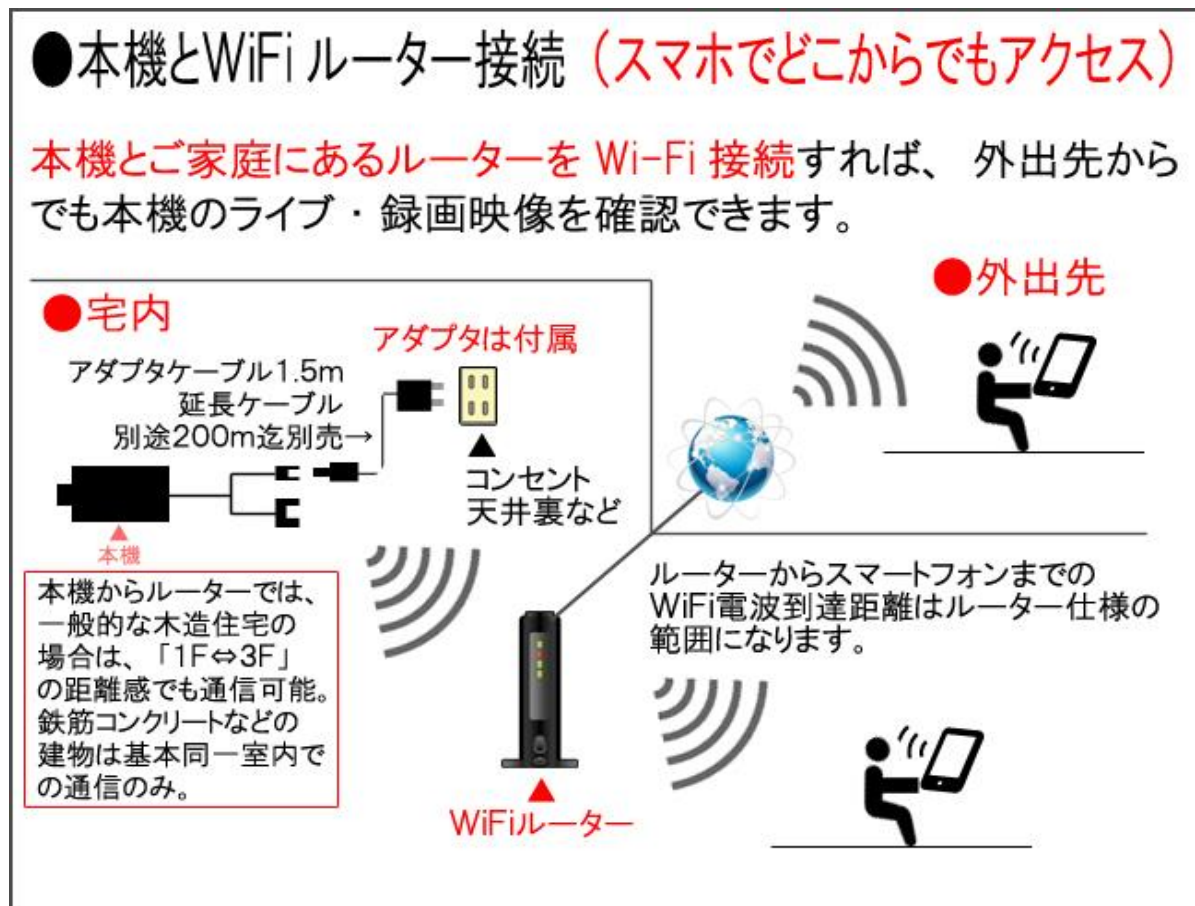 ●本機とWiFiルーター接続（スマホでどこからでもアクセス）
本機とご家庭にあるルーターを Wi-Fi 接続すれば、 外出先から
でも本機のライブ・録画映像を確認できます。
●宅内
アダプタは付属
アダプタケーブル1.5m
延長ケーブル
別途200m迄別売→
▲
コンセント
天井裏など
▲
本機
本機からルーターでは、
一般的な木造住宅の
場合は、「1F⇔3F」
の距離感でも通信可能。
鉄筋コンクリートなどの
建物は基本同一室内で
の通信のみ。
▲
WiFiルーター
●外出先
ルーターからスマートフォンまでの
WiFi電波到達距離はルーター仕様の
範囲になります。